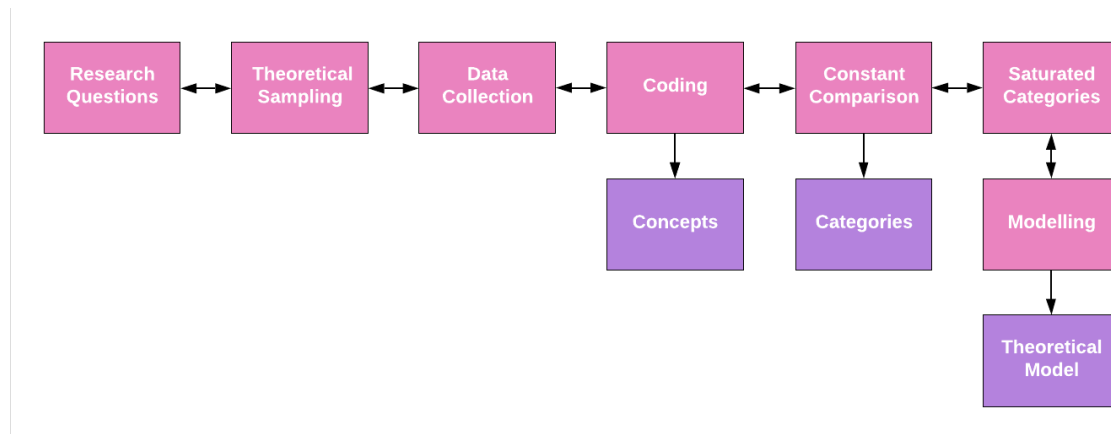 Research
Questions
Theoretical
Sampling
Data
Collection
Coding
Constant
Comparison
Saturated
Categories
Concepts
Categories
Modelling
Theoretical
Model